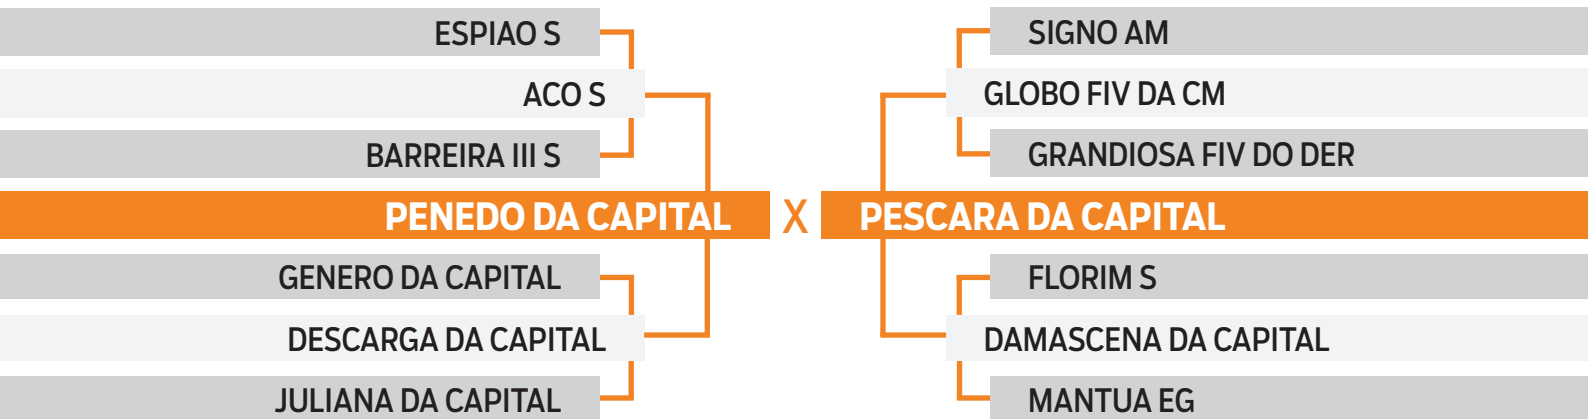 ESPIAO S
ACO S
BARREIRA III S
PENEDO DA CAPITAL
GENERO DA CAPITAL
DESCARGA DA CAPITAL
JULIANA DA CAPITAL
X
SIGNO AM
GLOBO FIV DA CM
GRANDIOSA FIV DO DER
PESCARA DA CAPITAL
FLORIM S
DAMASCENA DA CAPITAL
MANTUA EG